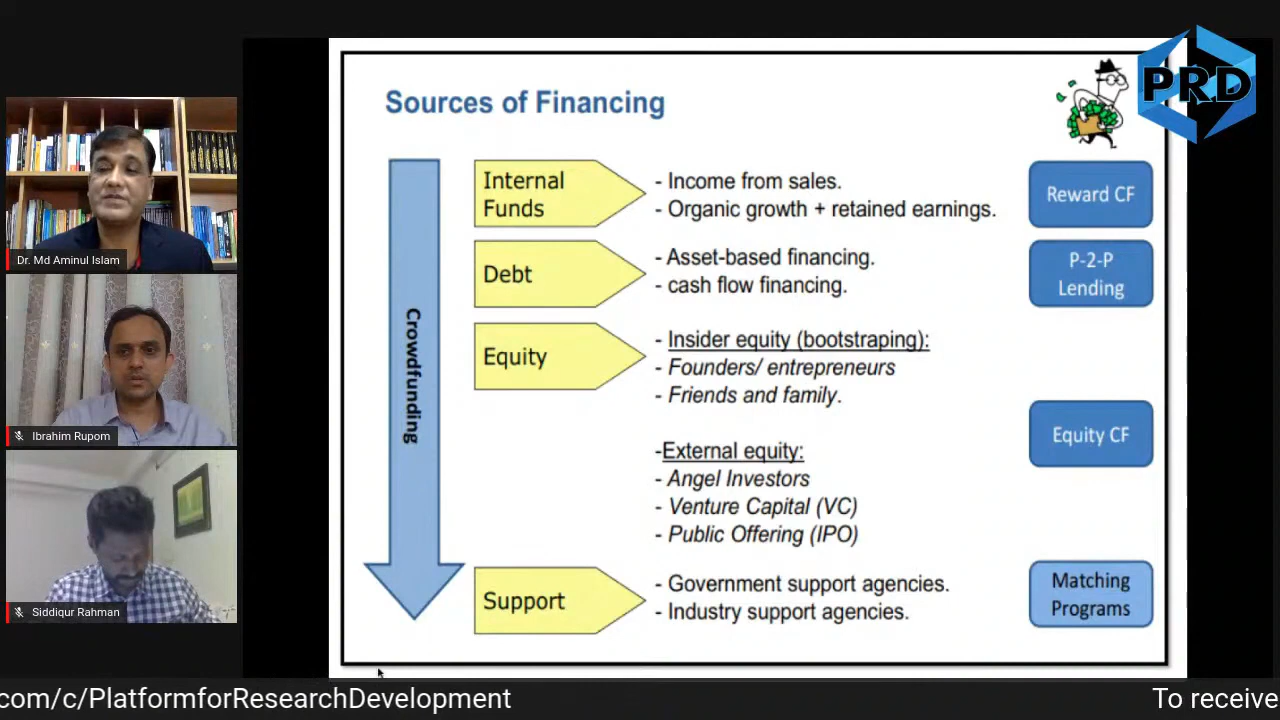 PRD
Sources of Financing
Crowdfunding
Internal
Funds
- Income from sales.
- Organic growth + retained earnings.
Reward CF
Debt
- Asset-based financing.
- cash flow financing.
P-2-P
Lending
Equity
- Insider equity (bootstraping):
- Founders/ entrepreneurs
- Friends and family.
-External equity:
- Angel Investors
- Venture Capital (VC)
- Public Offering (IPO)
Equity CF
Support
- Government support agencies.
- Industry support agencies.
Matching
Programs
Dr. Md Aminul Islam
Ibrahim Rupom
Siddiqur Rahman
com/c/PlatformforResearchDevelopment
To receive